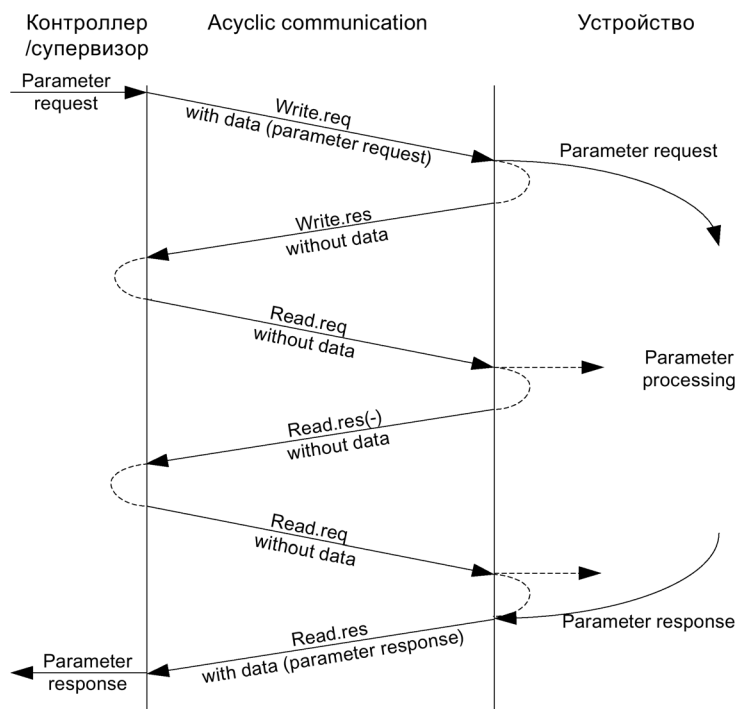 Контроллер
/супервизор
Acyclic communication
Устройство
Parameter
request
Write.req
with data (parameter request)
Parameter request
Write.res
without data
Read.req
without data
Parameter
processing
Read.res(-)
without data
Read.req
without data
Parameter response
Read.res
with data (parameter response)
Parameter
response